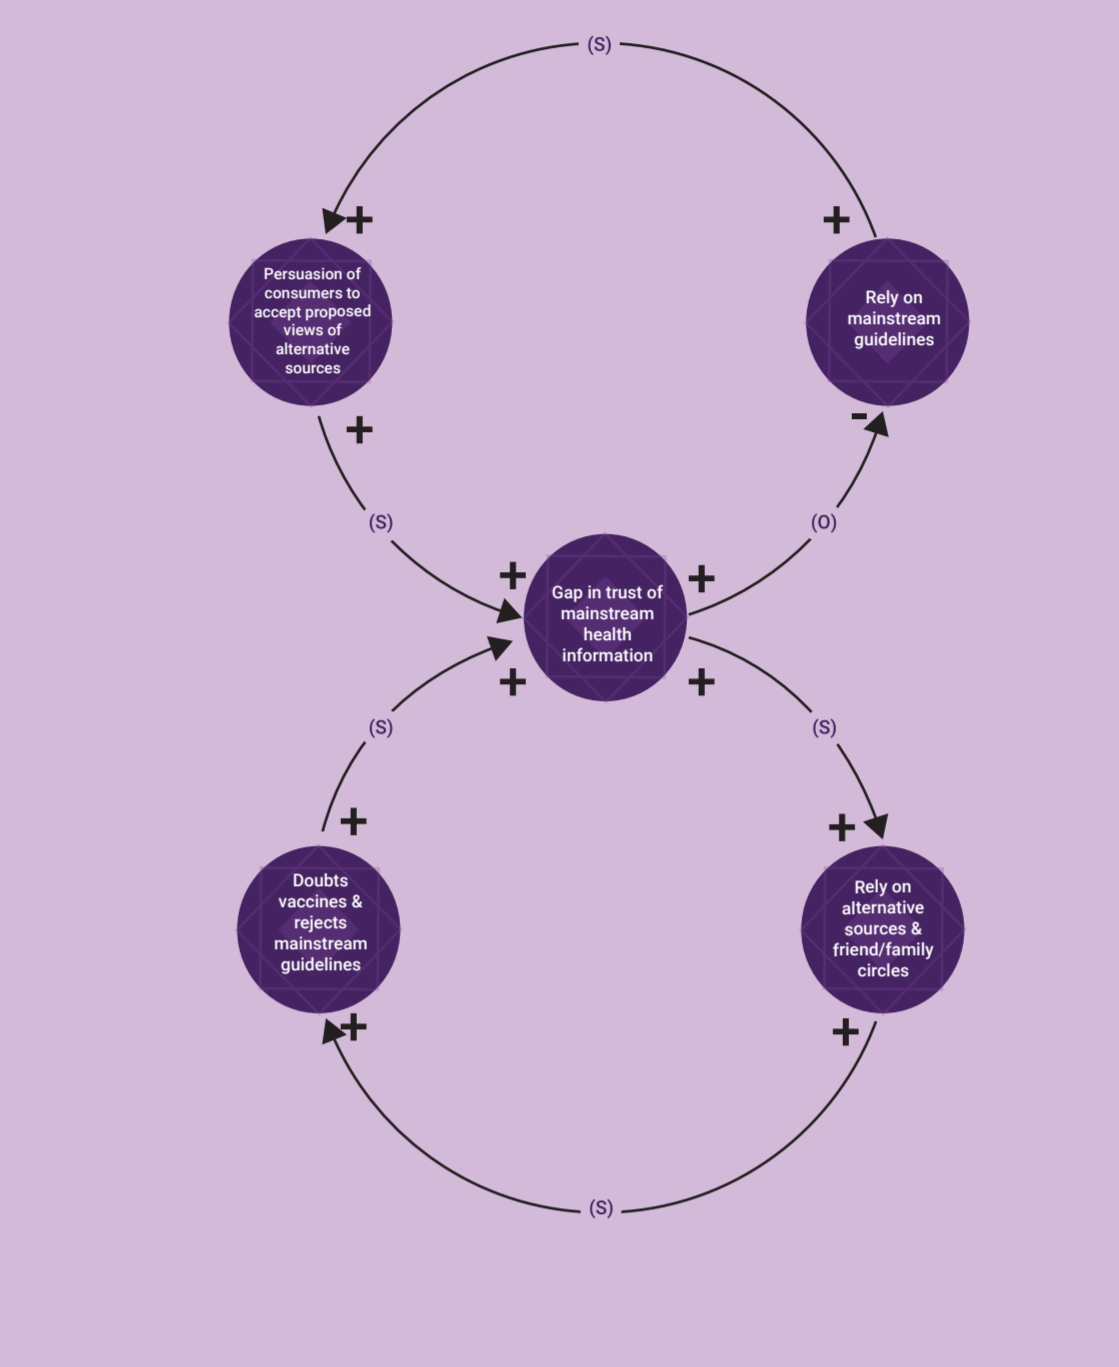 (S)
+
+
Persuasion of
consumers to
accept proposed
views of
alternative
sources
Rely on
mainstream
guidelines
+
-
(S)
(O)
+
+
Gap in trust of
mainstream
health
information
+
+
(S)
(S)
+
+
Doubts
vaccines &
rejects
mainstream
guidelines
Rely on
alternative
sources &
friend/family
circles
+
+
(S)